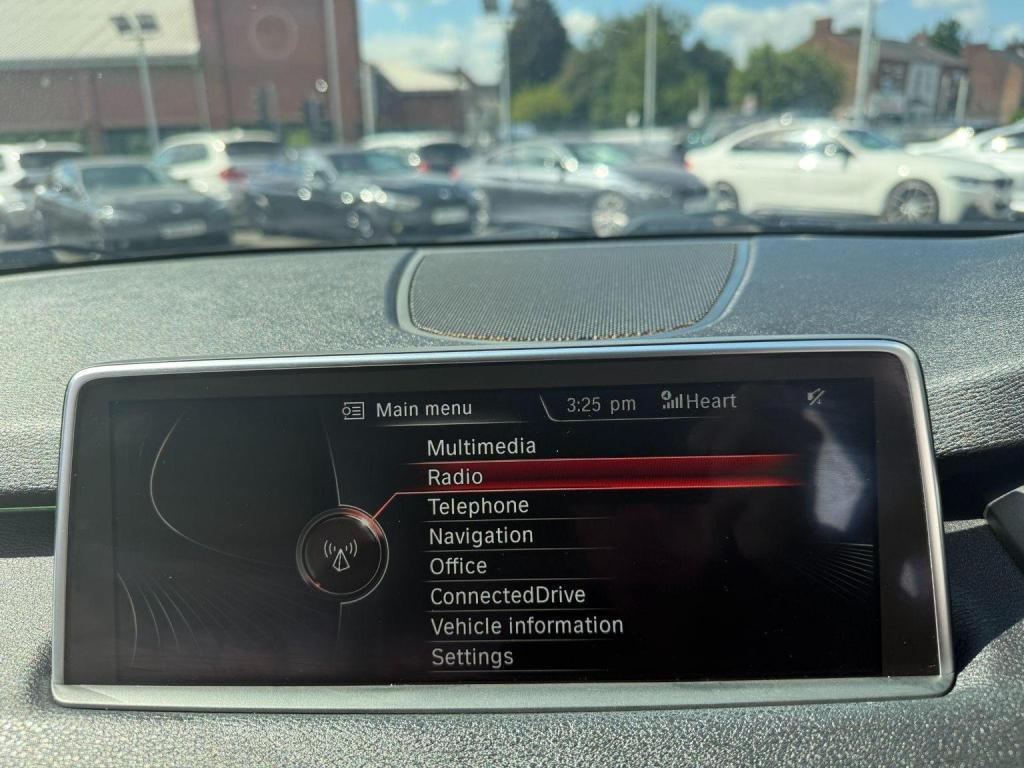 Main menu 3:25 pm Heart
Multimedia
Radio
Telephone
Navigation
Office
ConnectedDrive
Vehicle information
Settings